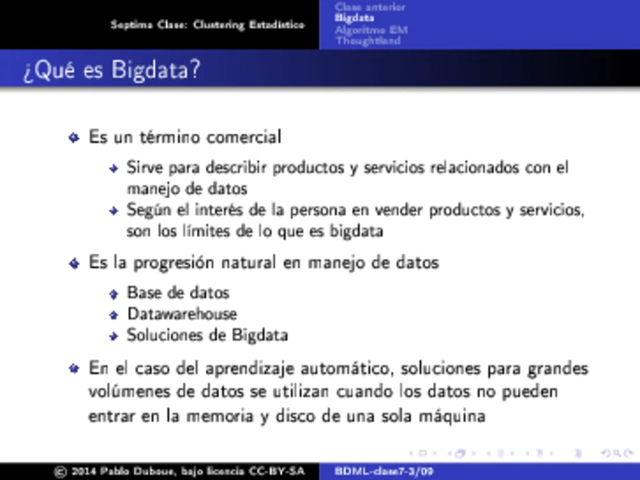 Septima Clase: Clustering Estadistico
Clase anterior
Bigdata
Algoritmo EM
Thoughtland
¿Qué es Bigdata?
Es un término comercial
Sirve para describir productos y servicios relacionados con el
manejo de datos
Según el interés de la persona en vender productos y servicios,
son los límites de lo que es bigdata
Es la progresión natural en manejo de datos
Base de datos
Datawarehouse
Soluciones de Bigdata
En el caso del aprendizaje automático, soluciones para grandes
volúmenes de datos se utilizan cuando los datos no pueden
entrar en la memoria y disco de una sola máquina
© 2014 Pablo Duboue, bajo licencia CC-BY-SA
BDML-clase7-3/09